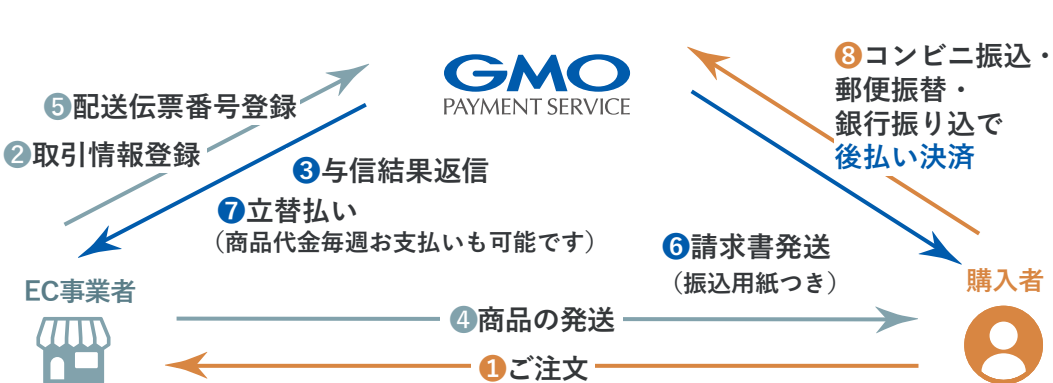 GMO
PAYMENT SERVICE
❽コンビニ振込・
郵便振替・
銀行振り込で
後払い決済
❺配送伝票番号登録
❷取引情報登録
❸与信結果返信
❼立替払い
（商品代金毎週お支払いも可能です）
❻請求書発送
（振込用紙つき）
EC事業者
購入者
❹商品の発送
❶ご注文